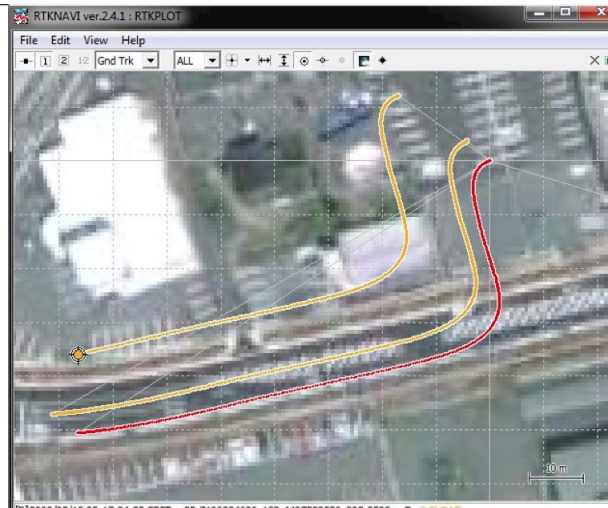 RTKNAVI ver.2.4.1 : RTKPLOT
File Edit View Help
1 2 1-2 Gnd Trk ALL
10 m